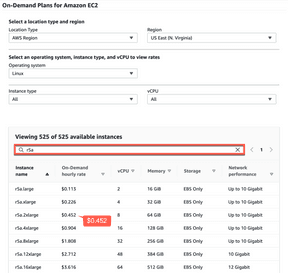 On-Demand Plans for Amazon EC2
Select a location type and region
Location Type
Region
AWS Region
US East (N. Virginia)
Select an operating system, instance type, and vCPU to view rates
Operating system
Linux
Instance type
vCPU
All
All
Viewing 525 of 525 available instances
r5a
1
Instance name
On-Demand hourly rate
vCPU
Memory
Storage
Network performance
r5a.large $0.113 2 16 GiB EBS Only Up to 10 Gigabit
r5a.xlarge $0.226 4 32 GiB EBS Only Up to 10 Gigabit
r5a.2xlarge $0.452 8 64 GiB EBS Only Up to 10 Gigabit
$0.452
r5a.4xlarge $0.904 16 128 GiB EBS Only Up to 10 Gigabit
r5a.8xlarge $1.808 32 256 GiB EBS Only Up to 10 Gigabit
r5a.12xlarge $2.712 48 384 GiB EBS Only 10 Gigabit
r5a.16xlarge $3.616 64 512 GiB EBS Only 12 Gigabit